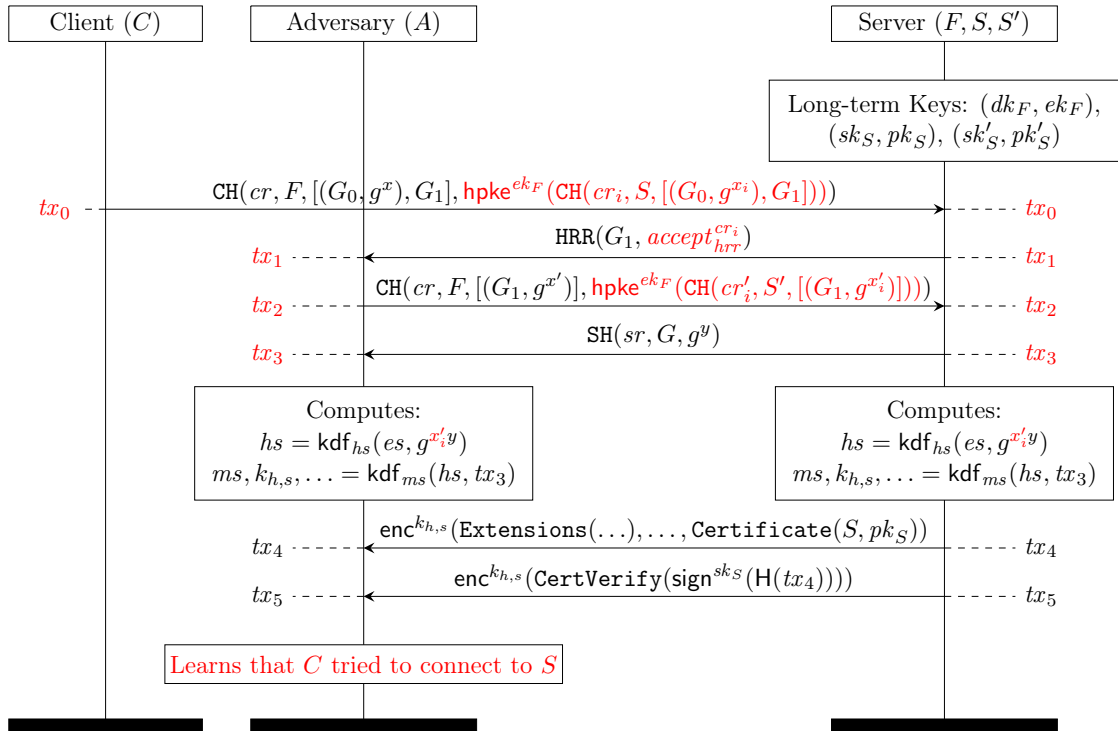 Client (C)
Adversary (A)
Server (F, S, S′)
Long-term Keys: (dk_F, ek_F),
(sk_S, pk_S), (sk′_S, pk′_S)
CH(cr, F, [(G_0, g^x), G_1], hpke^{ek_F}(CH(cr_i, S, [(G_0, g^{x_i}), G_1])))
tx_0
tx_0
HRR(G_1, accept^{cr_i}_{hrr})
tx_1
tx_1
CH(cr, F, [(G_1, g^{x′})], hpke^{ek_F}(CH(cr′_i, S′, [(G_1, g^{x′_i})])))
tx_2
tx_2
SH(sr, G, g^y)
tx_3
tx_3
Computes:
hs = kdf_{hs}(es, g^{x′_i y})
ms, k_{h,s}, … = kdf_{ms}(hs, tx_3)
Computes:
hs = kdf_{hs}(es, g^{x′_i y})
ms, k_{h,s}, … = kdf_{ms}(hs, tx_3)
enc^{k_{h,s}}(Extensions(…), …, Certificate(S, pk_S))
tx_4
tx_4
enc^{k_{h,s}}(CertVerify(sign^{sk_S}(H(tx_4))))
tx_5
tx_5
Learns that C tried to connect to S